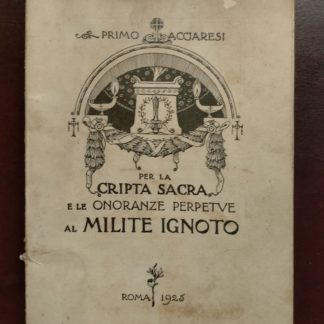 PRIMO ACCIARESI
PER LA
CRIPTA SACRA
E LE ONORANZE PERPETVE
AL MILITE IGNOTO
ROMA 1925